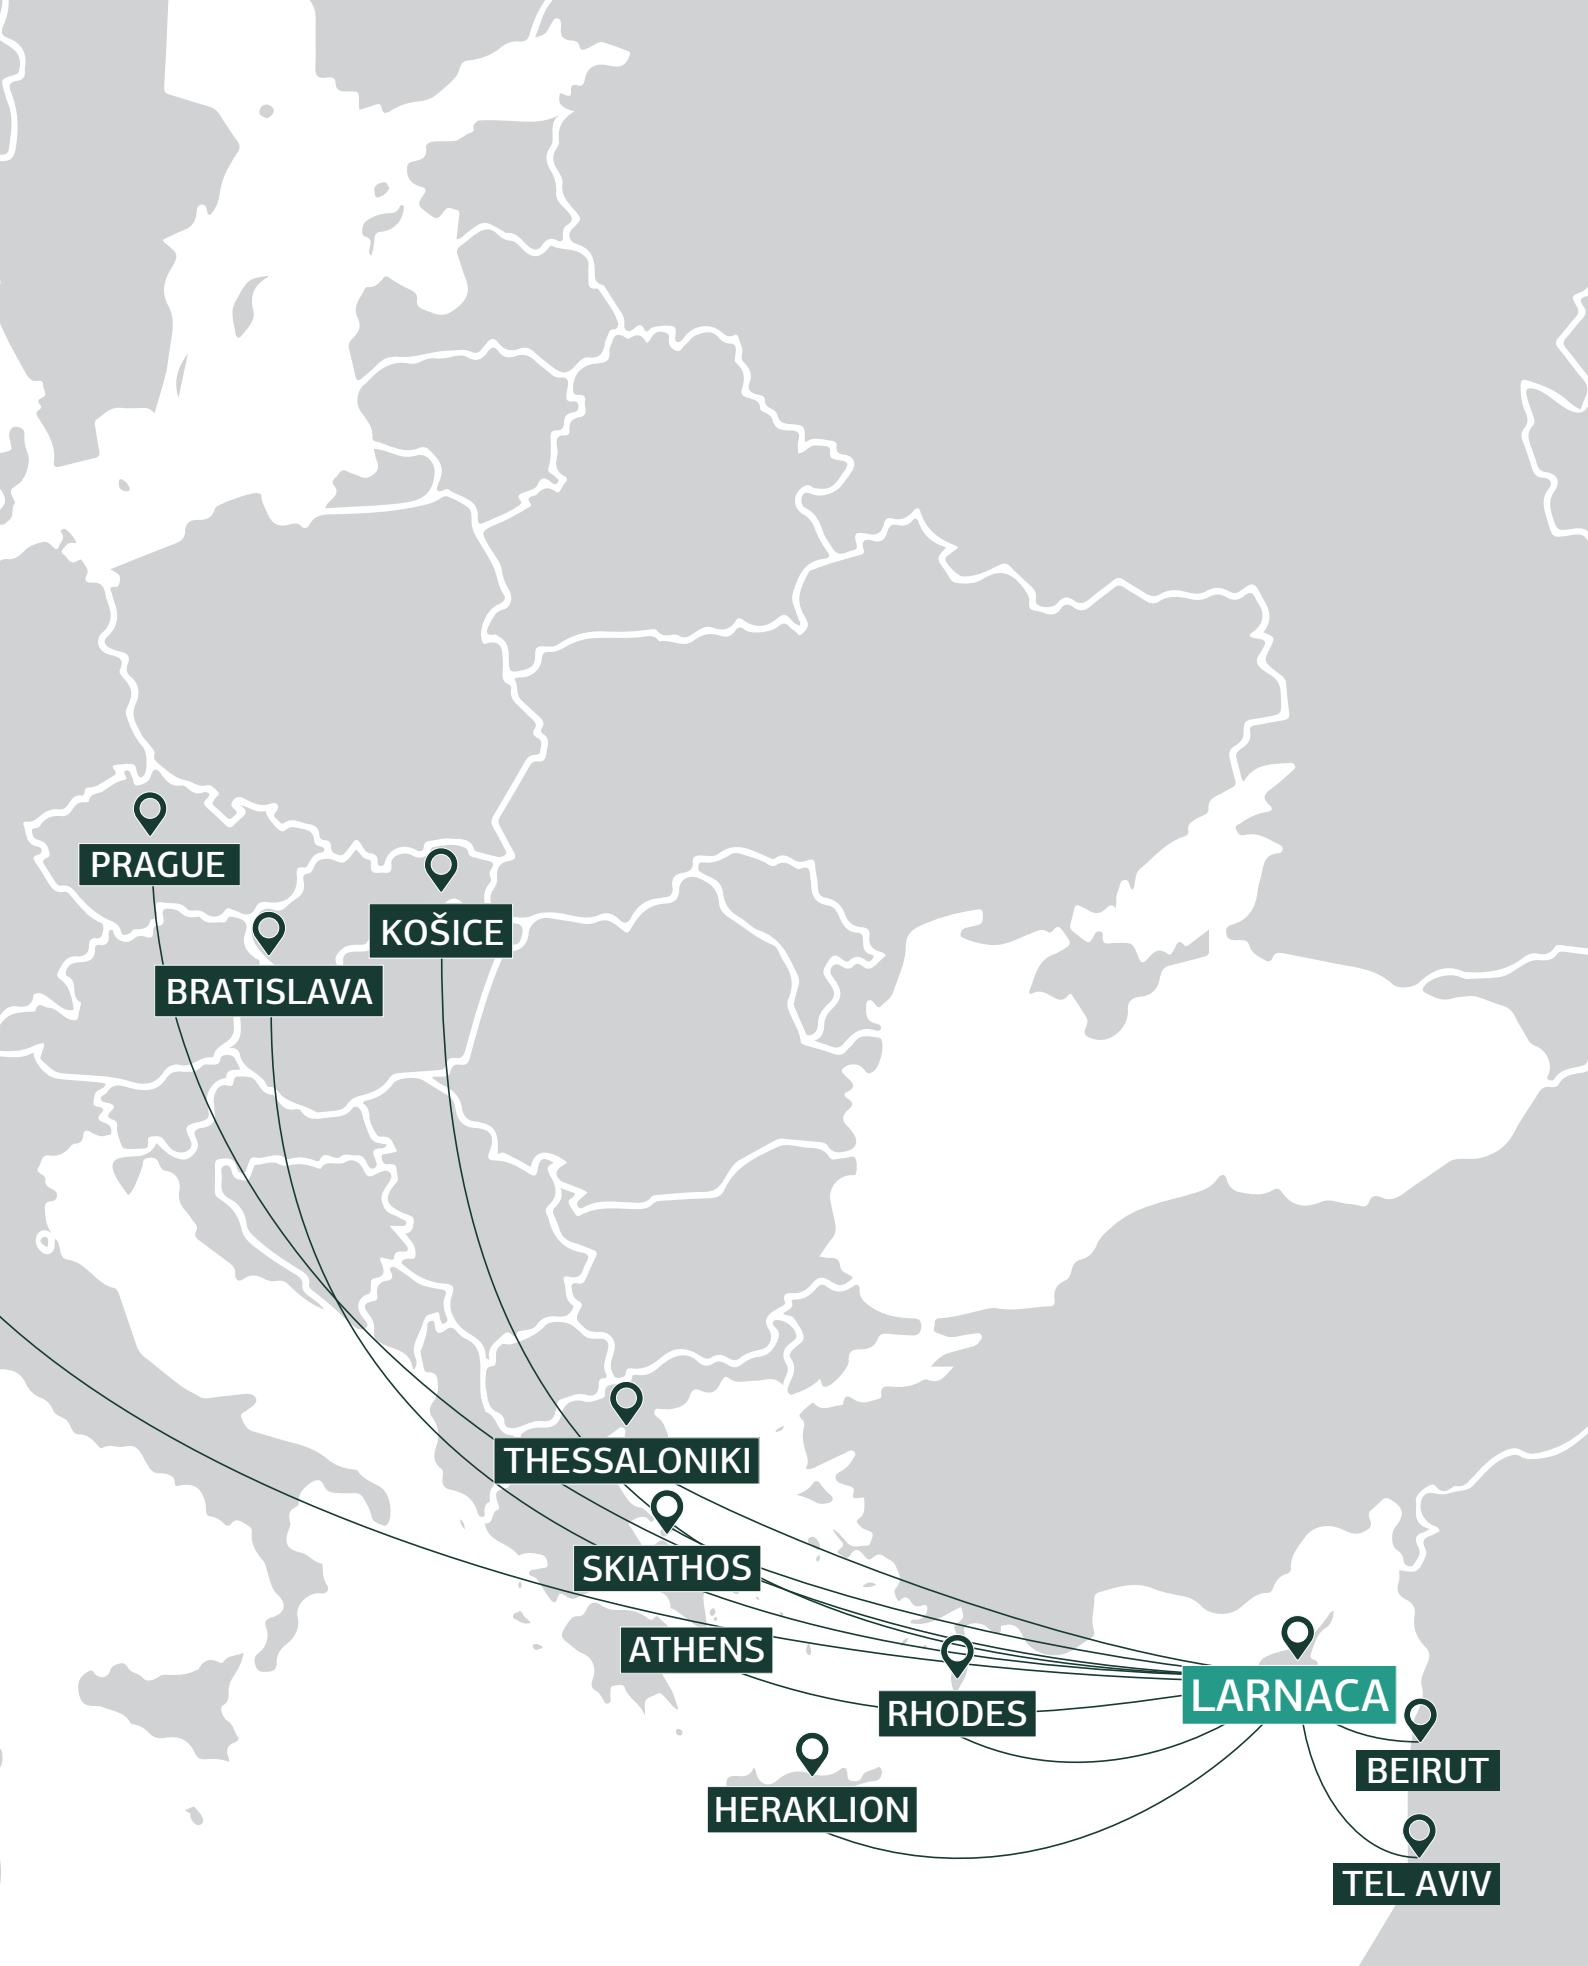 PRAGUE
KOŠICE
BRATISLAVA
THESSALONIKI
SKIATHOS
ATHENS
LARNACA
RHODES
BEIRUT
HERAKLION
TEL AVIV